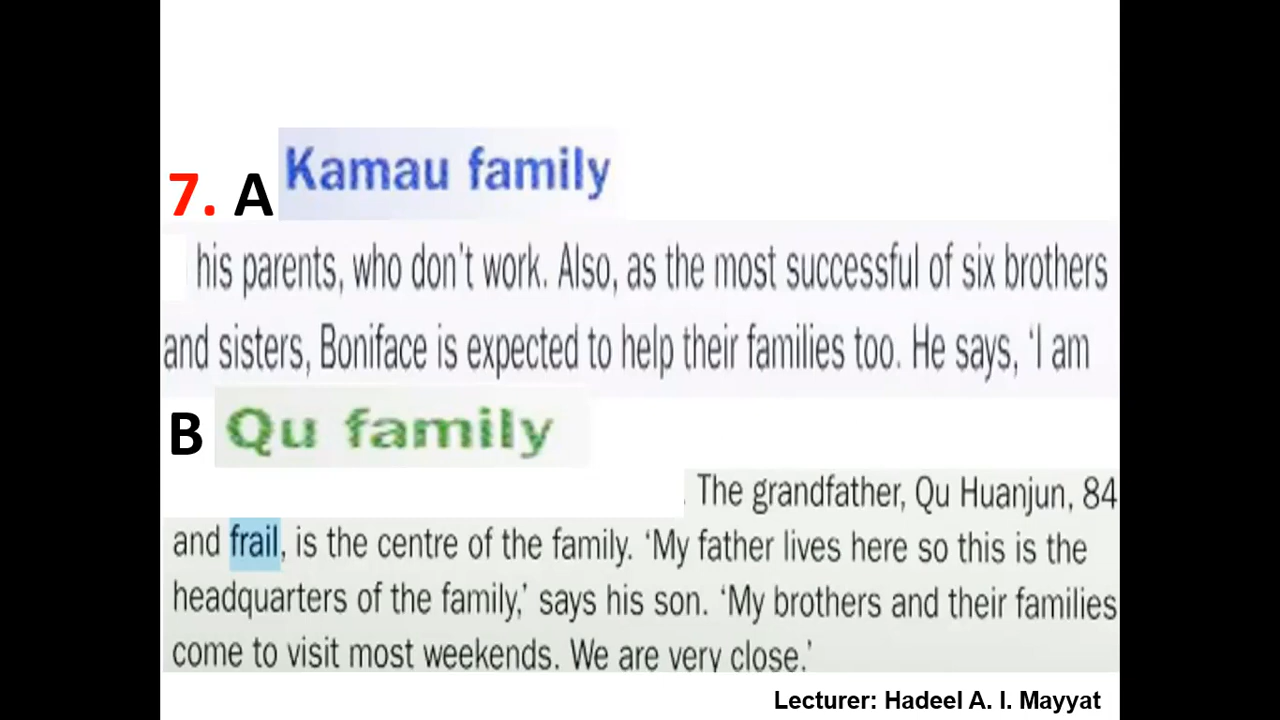 7. A Kamau family
his parents, who don't work. Also, as the most successful of six brothers
and sisters, Boniface is expected to help their families too. He says, 'I am
B Qu family
. The grandfather, Qu Huanjun, 84
and frail, is the centre of the family. 'My father lives here so this is the
headquarters of the family,' says his son. 'My brothers and their families
come to visit most weekends. We are very close.'
Lecturer: Hadeel A. I. Mayyat